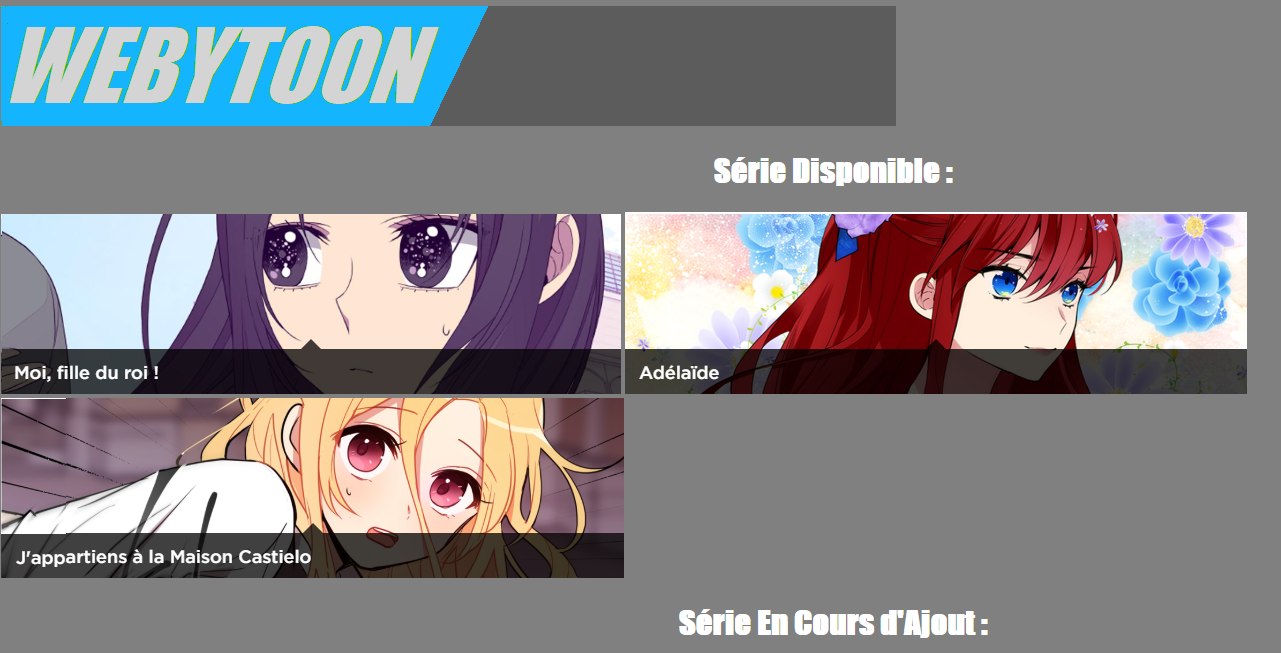 WEBYTOON
Série Disponible :
Moi, fille du roi !
Adélaïde
J'appartiens à la Maison Castielo
Série En Cours d'Ajout :